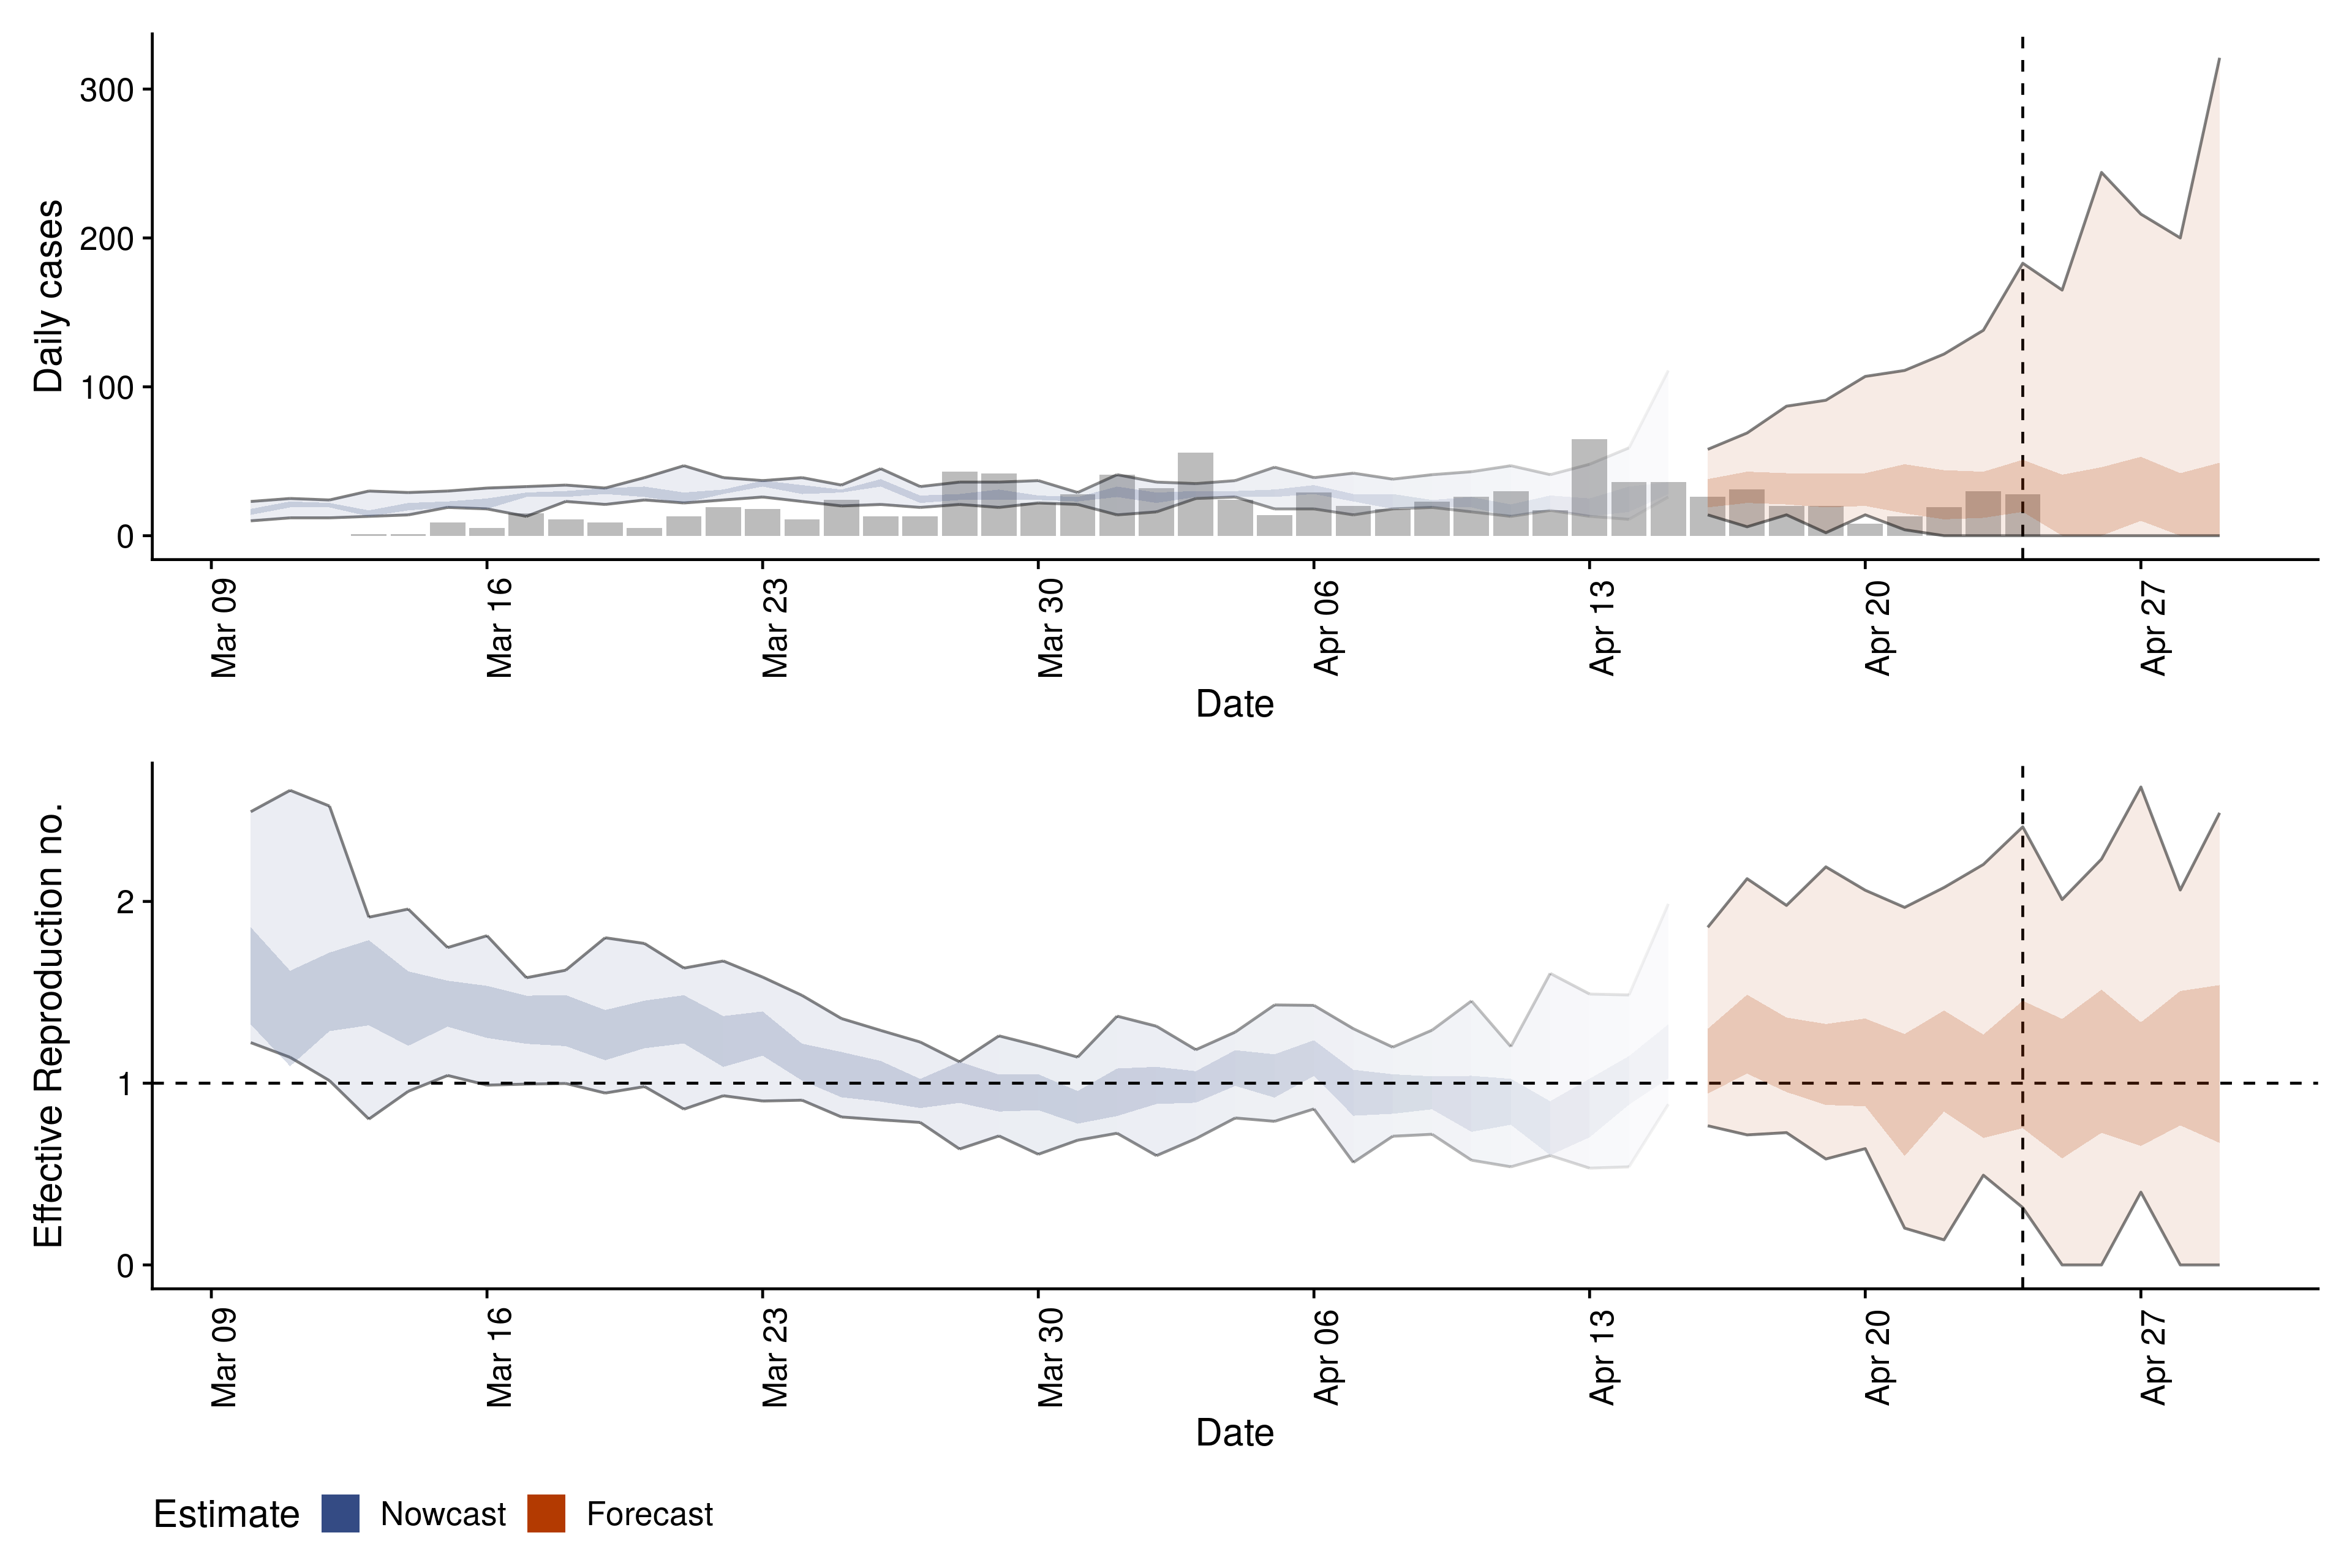 Daily cases
300
200
100
0
Mar 09
Mar 16
Mar 23
Mar 30
Apr 06
Apr 13
Apr 20
Apr 27
Date
Effective Reproduction no.
2
1
0
Mar 09
Mar 16
Mar 23
Mar 30
Apr 06
Apr 13
Apr 20
Apr 27
Date
Estimate Nowcast Forecast